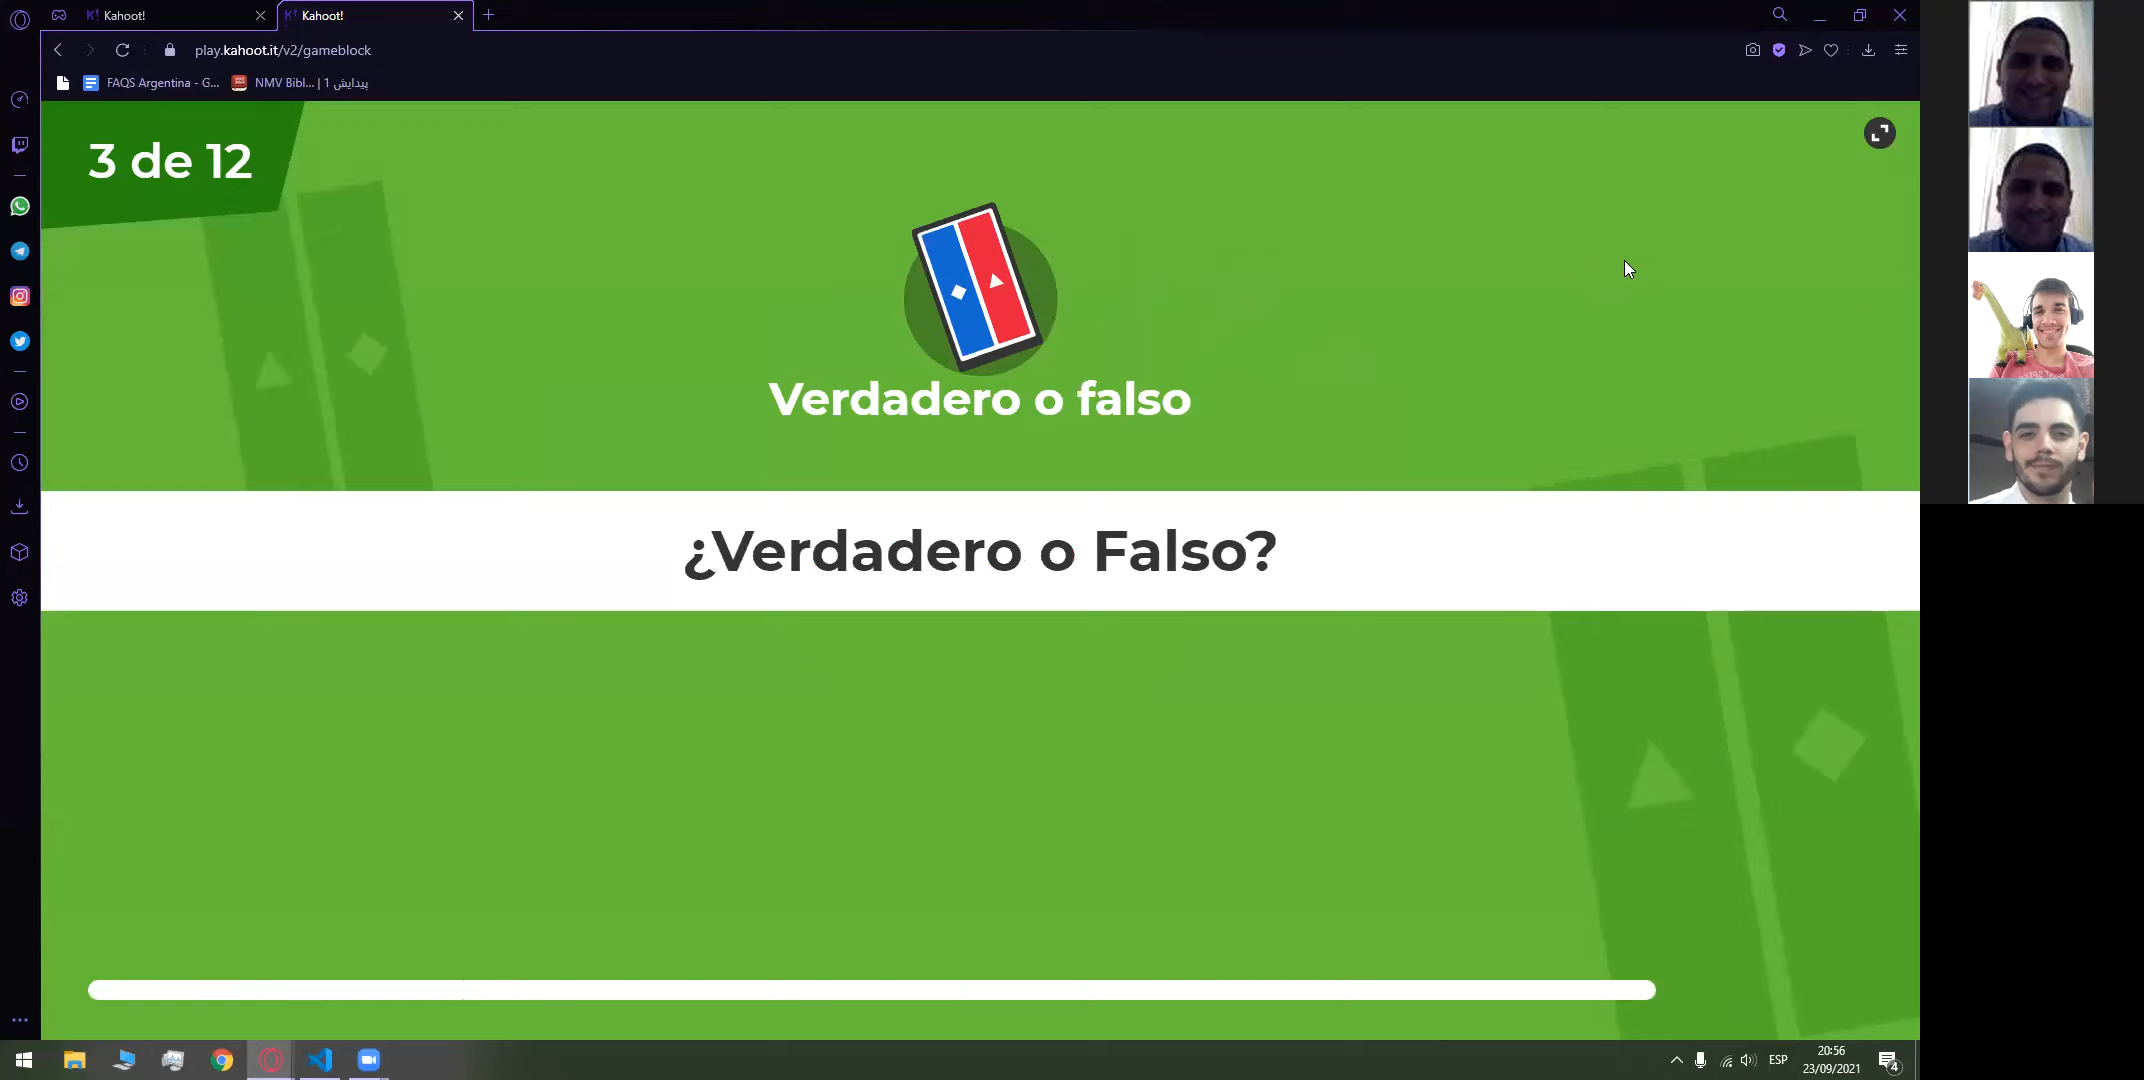 Kahoot!
Kahoot!
play.kahoot.it/v2/gameblock
FAQS Argentina - G...
NMV Bibl... | 1 پیدایش
3 de 12
Verdadero o falso
¿Verdadero o Falso?
ESP
20:56
23/09/2021
4